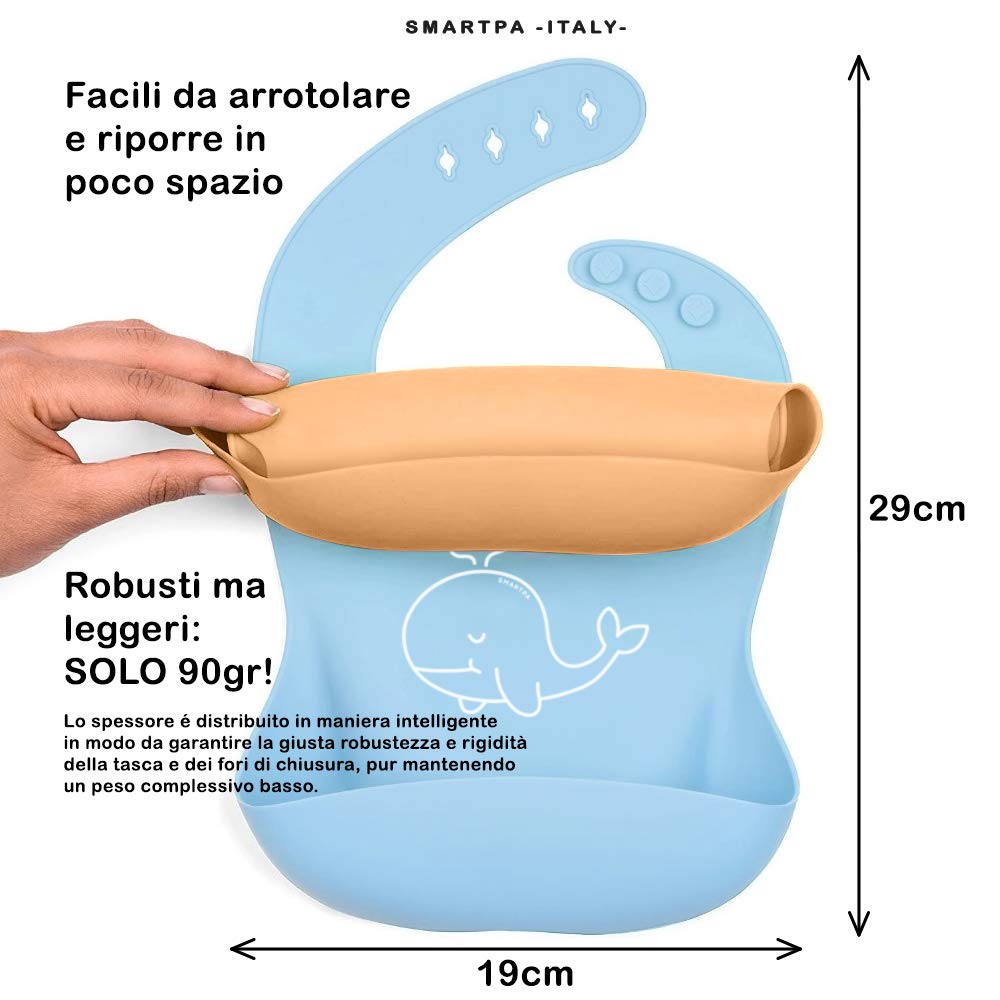 SMARTPA -ITALY-
Facili da arrotolare
e riporre in
poco spazio
29cm
SMARTPA
Robusti ma
leggeri:
SOLO 90gr!
Lo spessore é distribuito in maniera intelligente
in modo da garantire la giusta robustezza e rigidità
della tasca e dei fori di chiusura, pur mantenendo
un peso complessivo basso.
19cm